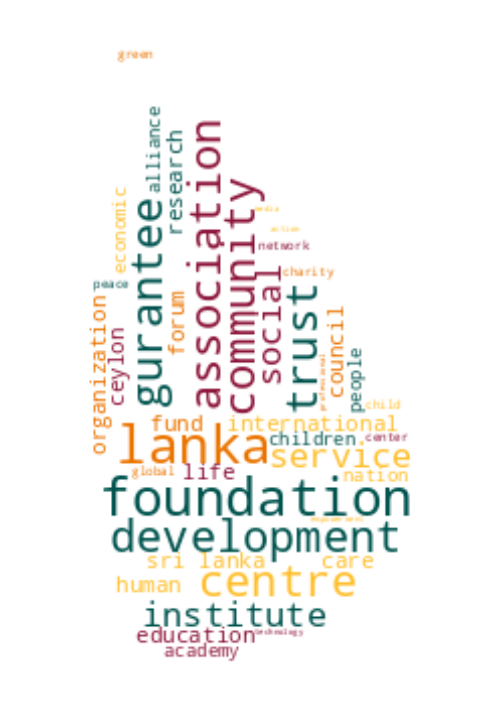 green
alliance
research
association
gurantee
community
economic
media
action
network
social
charity
peace
trust
forum
organization
ceylon
council
professional
people
child
fund
international
lanka
children
center
service
global
life
nation
foundation
empowerment
development
sri lanka
care
human
centre
institute
education
technology
academy